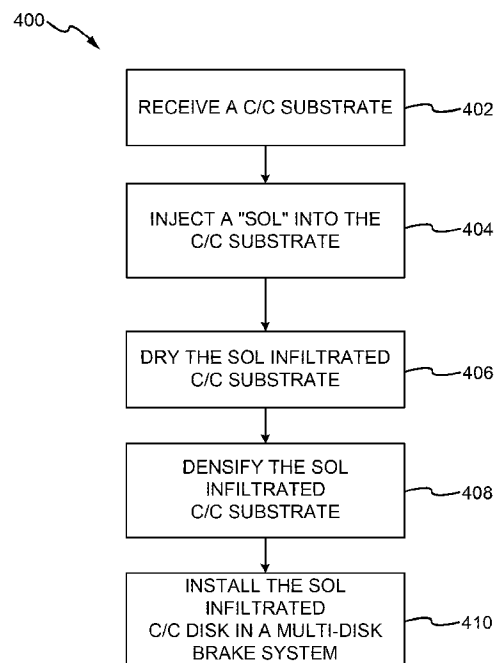 400
RECEIVE A C/C SUBSTRATE
402
INJECT A "SOL" INTO THE
C/C SUBSTRATE
404
DRY THE SOL INFILTRATED
C/C SUBSTRATE
406
DENSIFY THE SOL
INFILTRATED
C/C SUBSTRATE
408
INSTALL THE SOL
INFILTRATED
C/C DISK IN A MULTI-DISK
BRAKE SYSTEM
410